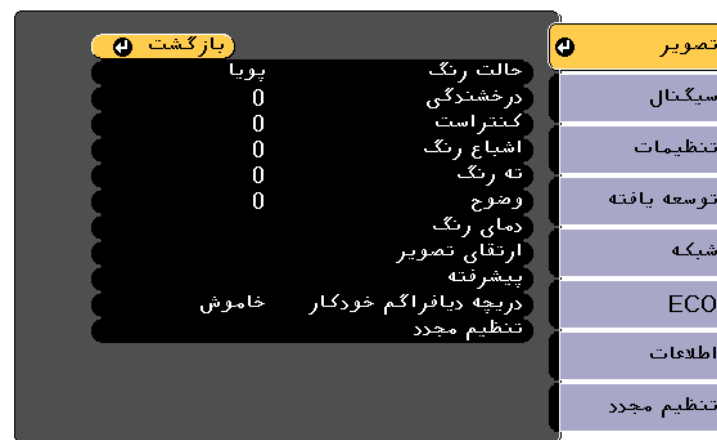 تصویر
سیگنال
تنظیمات
توسعه یافته
شبکه
ECO
اطلاعات
تنظیم مجدد
بازگشت
حالت رنگ پویا
درخشندگی 0
کنتراست 0
اشباع رنگ 0
ته رنگ 0
وضوح 0
دمای رنگ
ارتقای تصویر
پیشرفته
دریچه دیافراگم خودکار خاموش
تنظیم مجدد